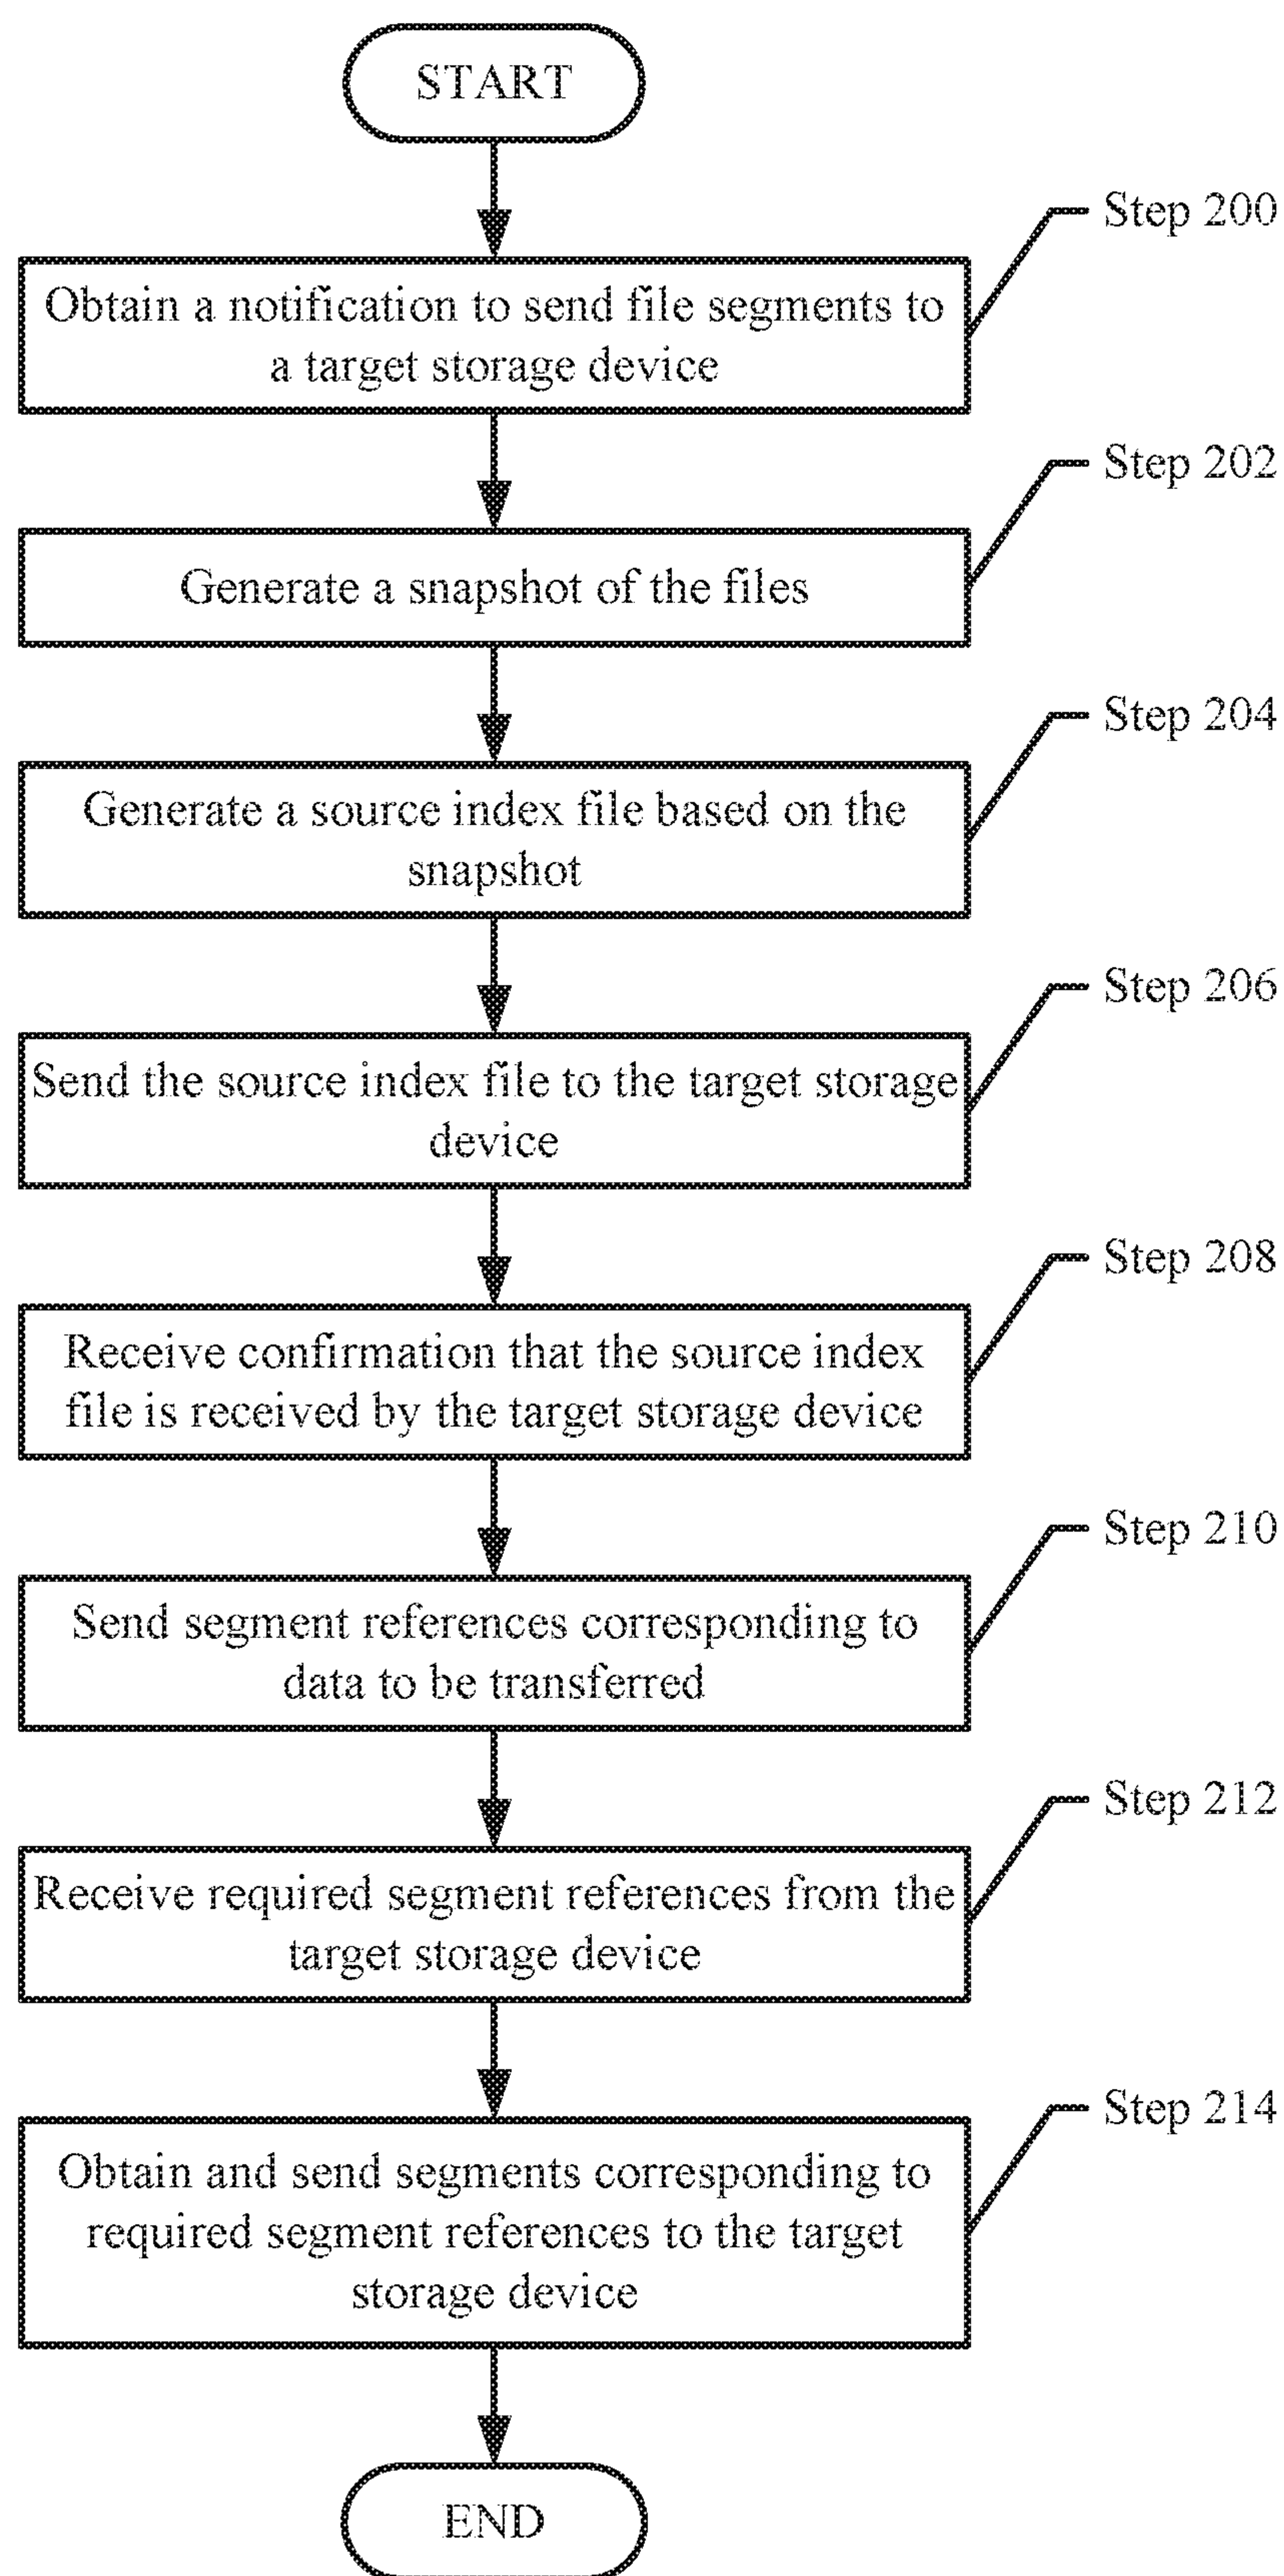 START
Step 200
Obtain a notification to send file segments to
a target storage device
Step 202
Generate a snapshot of the files
Step 204
Generate a source index file based on the
snapshot
Step 206
Send the source index file to the target storage
device
Step 208
Receive confirmation that the source index
file is received by the target storage device
Step 210
Send segment references corresponding to
data to be transferred
Step 212
Receive required segment references from the
target storage device
Step 214
Obtain and send segments corresponding to
required segment references to the target
storage device
END